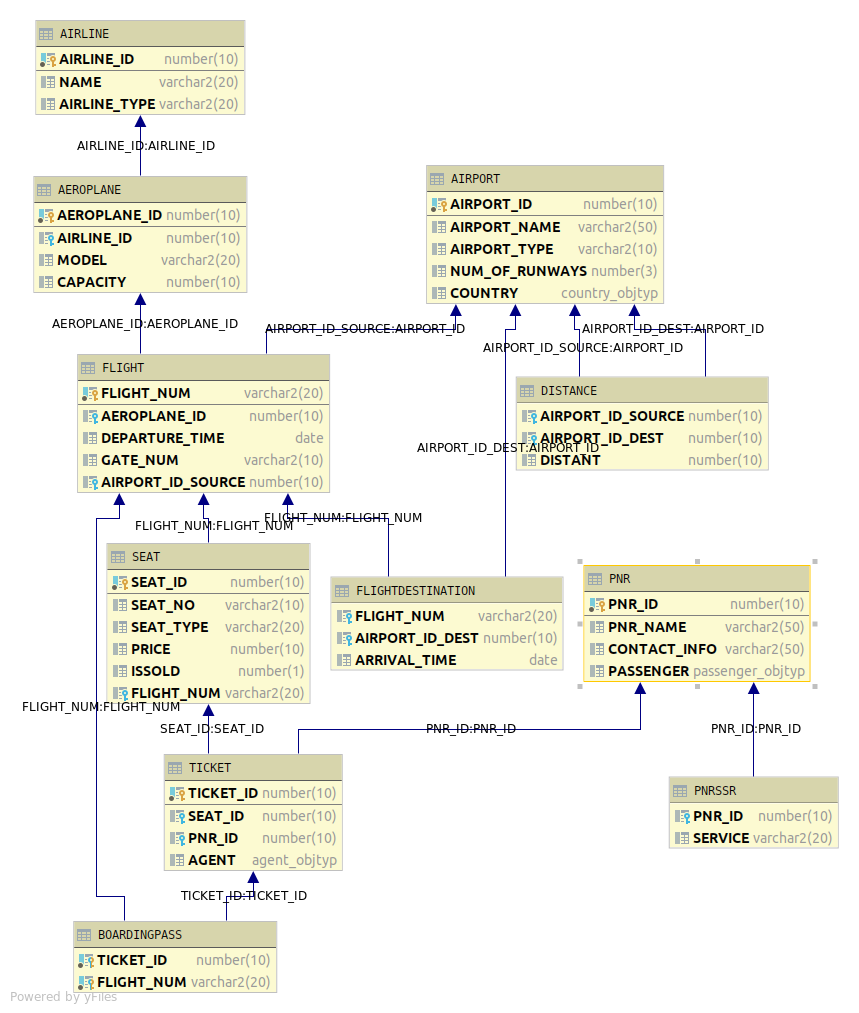 AIRLINE
AIRLINE_ID number(10)
NAME varchar2(20)
AIRLINE_TYPE varchar2(20)
AIRLINE_ID:AIRLINE_ID
AEROPLANE
AEROPLANE_ID number(10)
AIRLINE_ID number(10)
MODEL varchar2(20)
CAPACITY number(10)
AIRPORT
AIRPORT_ID number(10)
AIRPORT_NAME varchar2(50)
AIRPORT_TYPE varchar2(10)
NUM_OF_RUNWAYS number(3)
COUNTRY country_objtyp
AEROPLANE_ID:AEROPLANE_ID
AIRPORT_ID_SOURCE:AIRPORT_ID
AIRPORT_ID_DEST:AIRPORT_ID
AIRPORT_ID_SOURCE:AIRPORT_ID
FLIGHT
FLIGHT_NUM varchar2(20)
AEROPLANE_ID number(10)
DEPARTURE_TIME date
GATE_NUM varchar2(10)
AIRPORT_ID_SOURCE number(10)
DISTANCE
AIRPORT_ID_SOURCE number(10)
AIRPORT_ID_DEST number(10)
DISTANT number(10)
AIRPORT_ID_DEST:AIRPORT_ID
FLIGHT_NUM:FLIGHT_NUM
FLIGHT_NUM:FLIGHT_NUM
SEAT
SEAT_ID number(10)
SEAT_NO varchar2(10)
SEAT_TYPE varchar2(20)
PRICE number(10)
ISSOLD number(1)
FLIGHT_NUM varchar2(20)
FLIGHTDESTINATION
FLIGHT_NUM varchar2(20)
AIRPORT_ID_DEST number(10)
ARRIVAL_TIME date
PNR
PNR_ID number(10)
PNR_NAME varchar2(50)
CONTACT_INFO varchar2(50)
PASSENGER passenger_objtyp
FLIGHT_NUM:FLIGHT_NUM
SEAT_ID:SEAT_ID
PNR_ID:PNR_ID
PNR_ID:PNR_ID
TICKET
TICKET_ID number(10)
SEAT_ID number(10)
PNR_ID number(10)
AGENT agent_objtyp
PNRSSR
PNR_ID number(10)
SERVICE varchar2(20)
TICKET_ID:TICKET_ID
BOARDINGPASS
TICKET_ID number(10)
FLIGHT_NUM varchar2(20)
Powered by yFiles